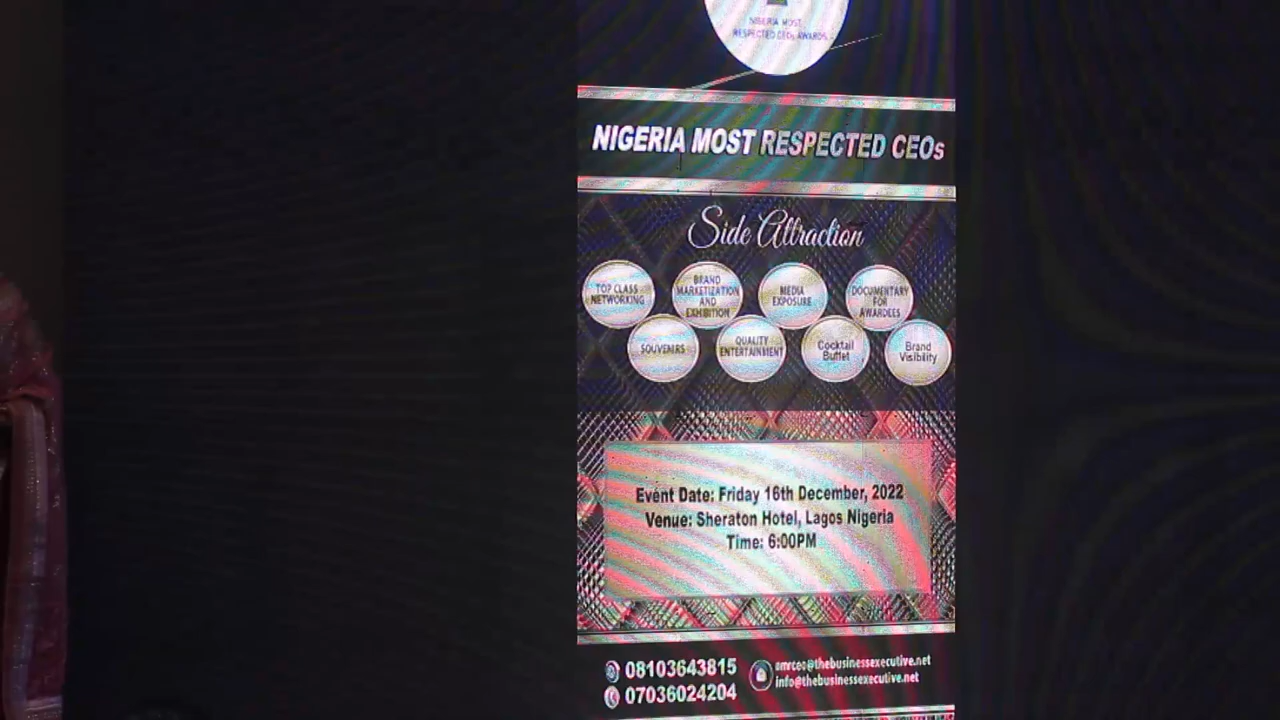 NIGERIA MOST
RESPECTED CEOs AWARDS
NIGERIA MOST RESPECTED CEOs
Side Attraction
TOP CLASS
NETWORKING
BRAND
MARKETIZATION
AND
EXHIBITION
MEDIA
EXPOSURE
DOCUMENTARY
FOR
AWARDEES
SOUVENIRS
QUALITY
ENTERTAINMENT
Cocktail
Buffet
Brand
Visibility
Event Date: Friday 16th December, 2022
Venue: Sheraton Hotel, Lagos Nigeria
Time: 6:00PM
08103643815
07036024204
nmrceo@thebusinessexecutive.net
info@thebusinessexecutive.net